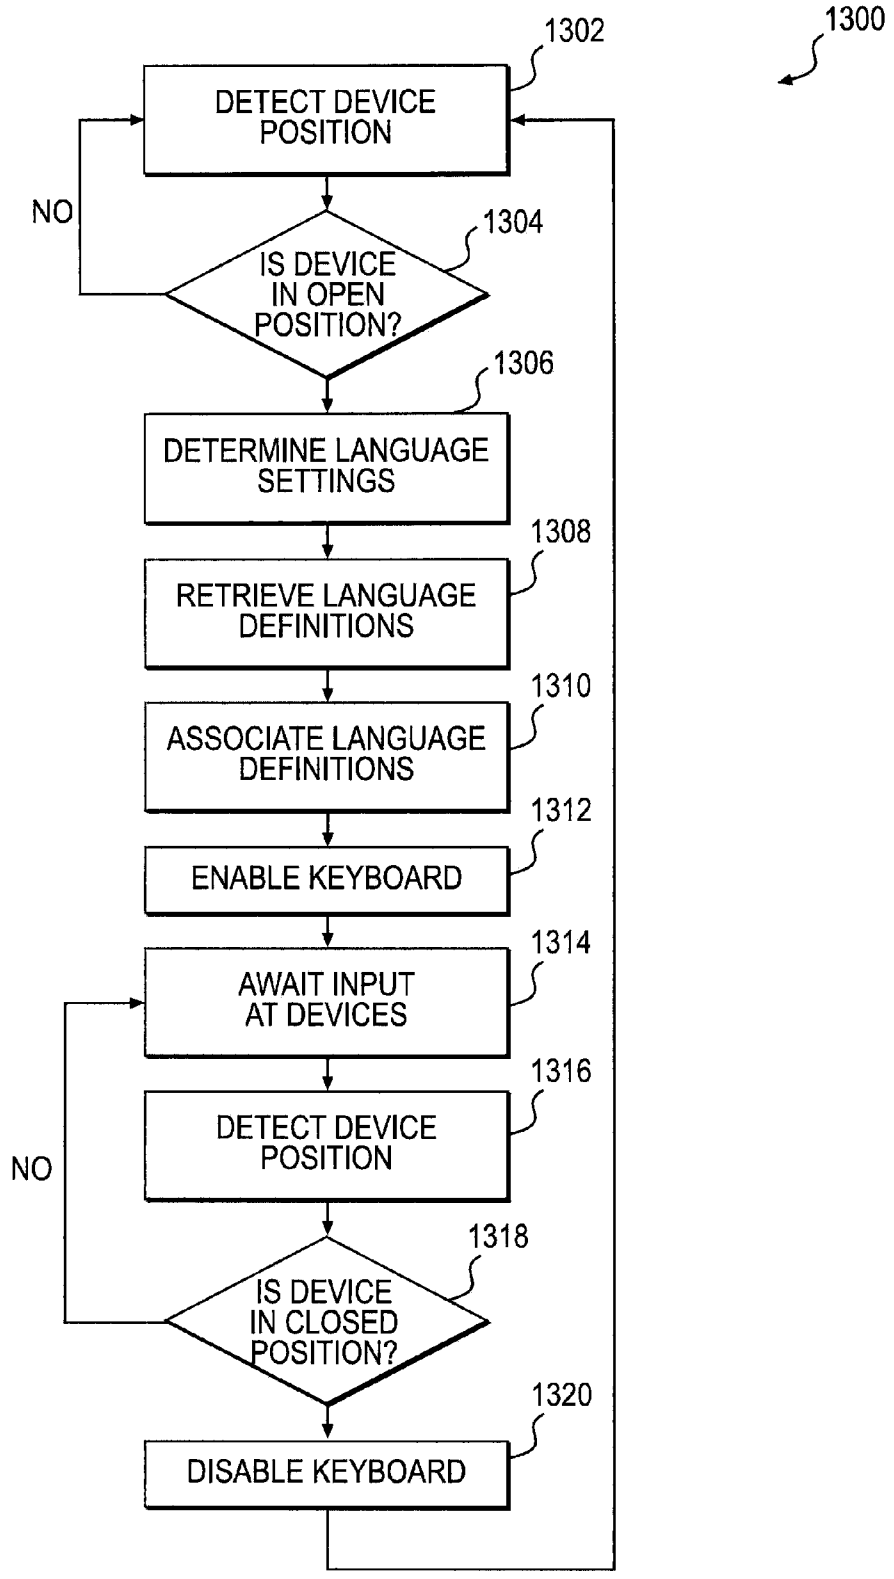 1300
1302
DETECT DEVICE
POSITION
NO
1304
IS DEVICE
IN OPEN
POSITION?
1306
DETERMINE LANGUAGE
SETTINGS
1308
RETRIEVE LANGUAGE
DEFINITIONS
1310
ASSOCIATE LANGUAGE
DEFINITIONS
1312
ENABLE KEYBOARD
1314
AWAIT INPUT
AT DEVICES
1316
DETECT DEVICE
POSITION
NO
1318
IS DEVICE
IN CLOSED
POSITION?
1320
DISABLE KEYBOARD